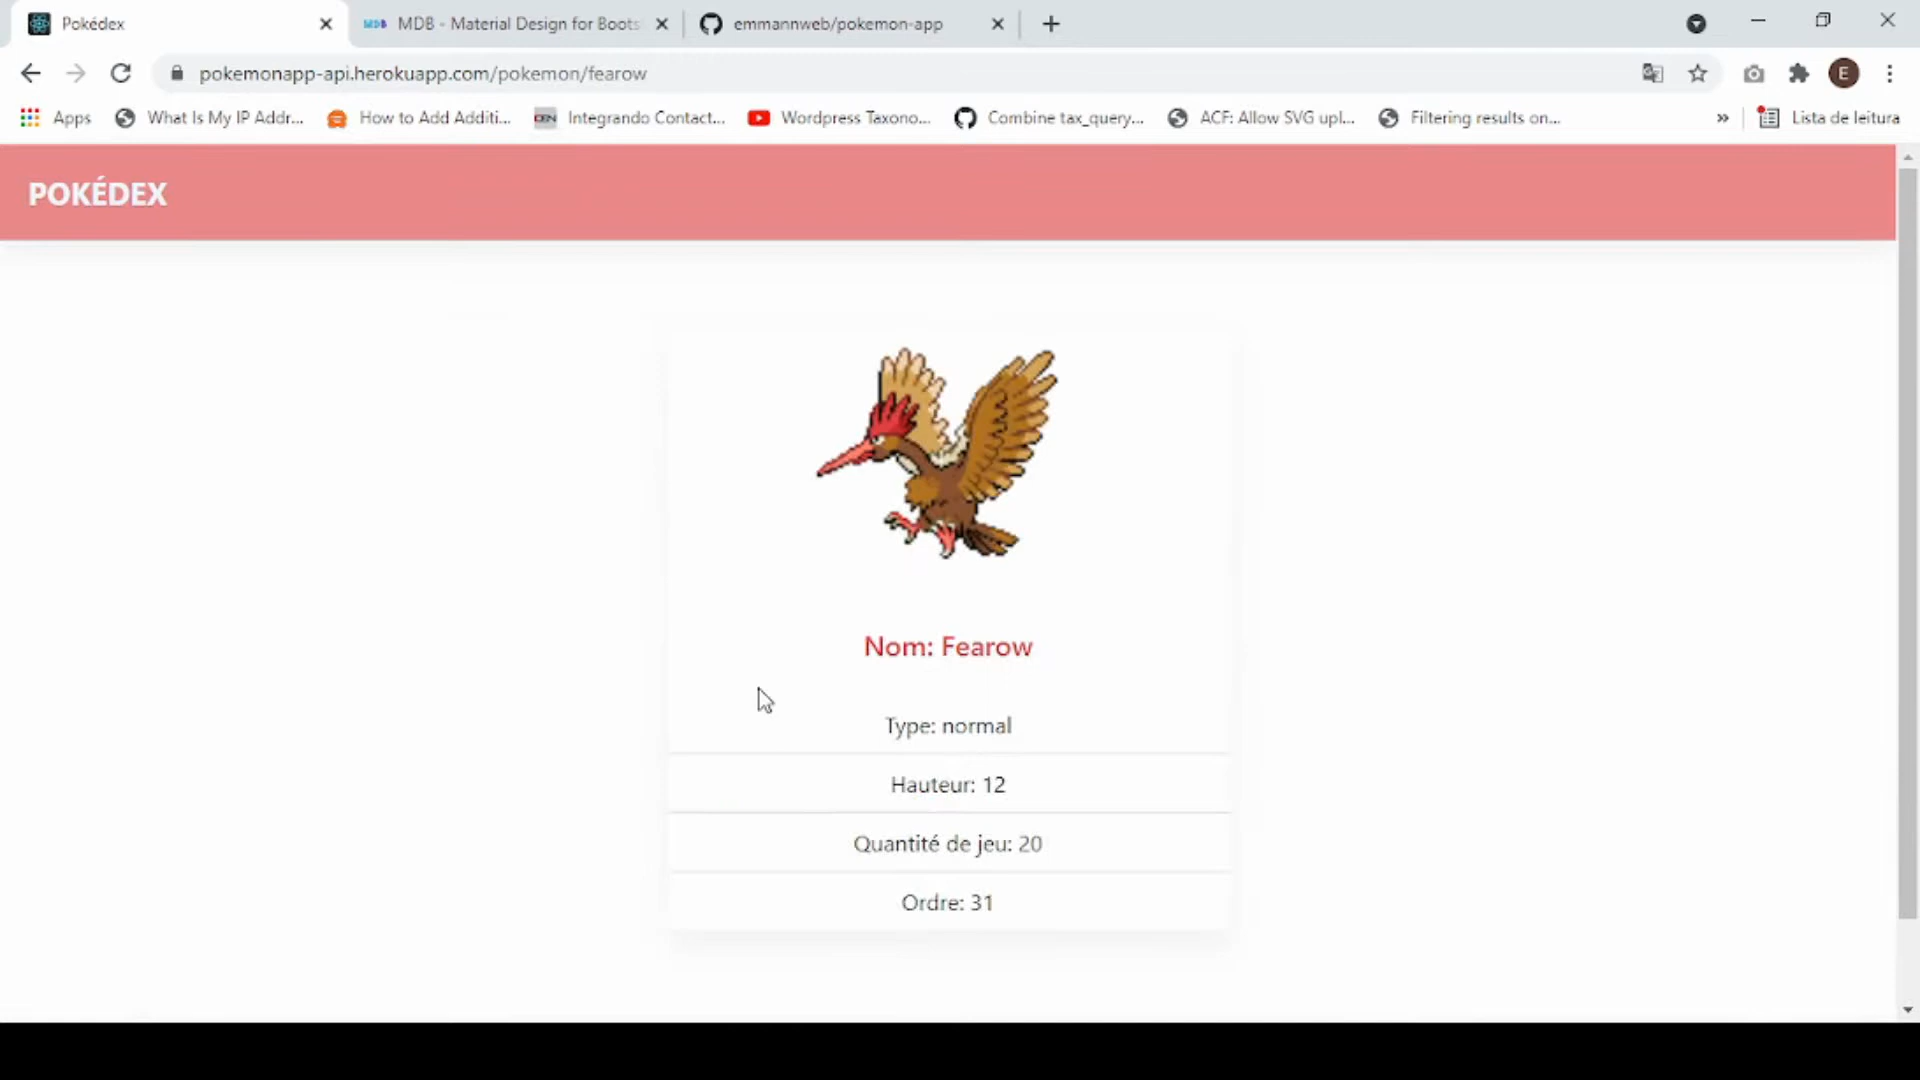 Pokédex
MDB - Material Design for Boots
emmannweb/pokemon-app
pokemonapp-api.herokuapp.com/pokemon/fearow
E
Apps
What Is My IP Addr...
How to Add Additi...
Integrando Contact...
Wordpress Taxono...
Combine tax_query...
ACF: Allow SVG upl...
Filtering results on...
»
Lista de leitura
POKÉDEX
Nom: Fearow
Type: normal
Hauteur: 12
Quantité de jeu: 20
Ordre: 31